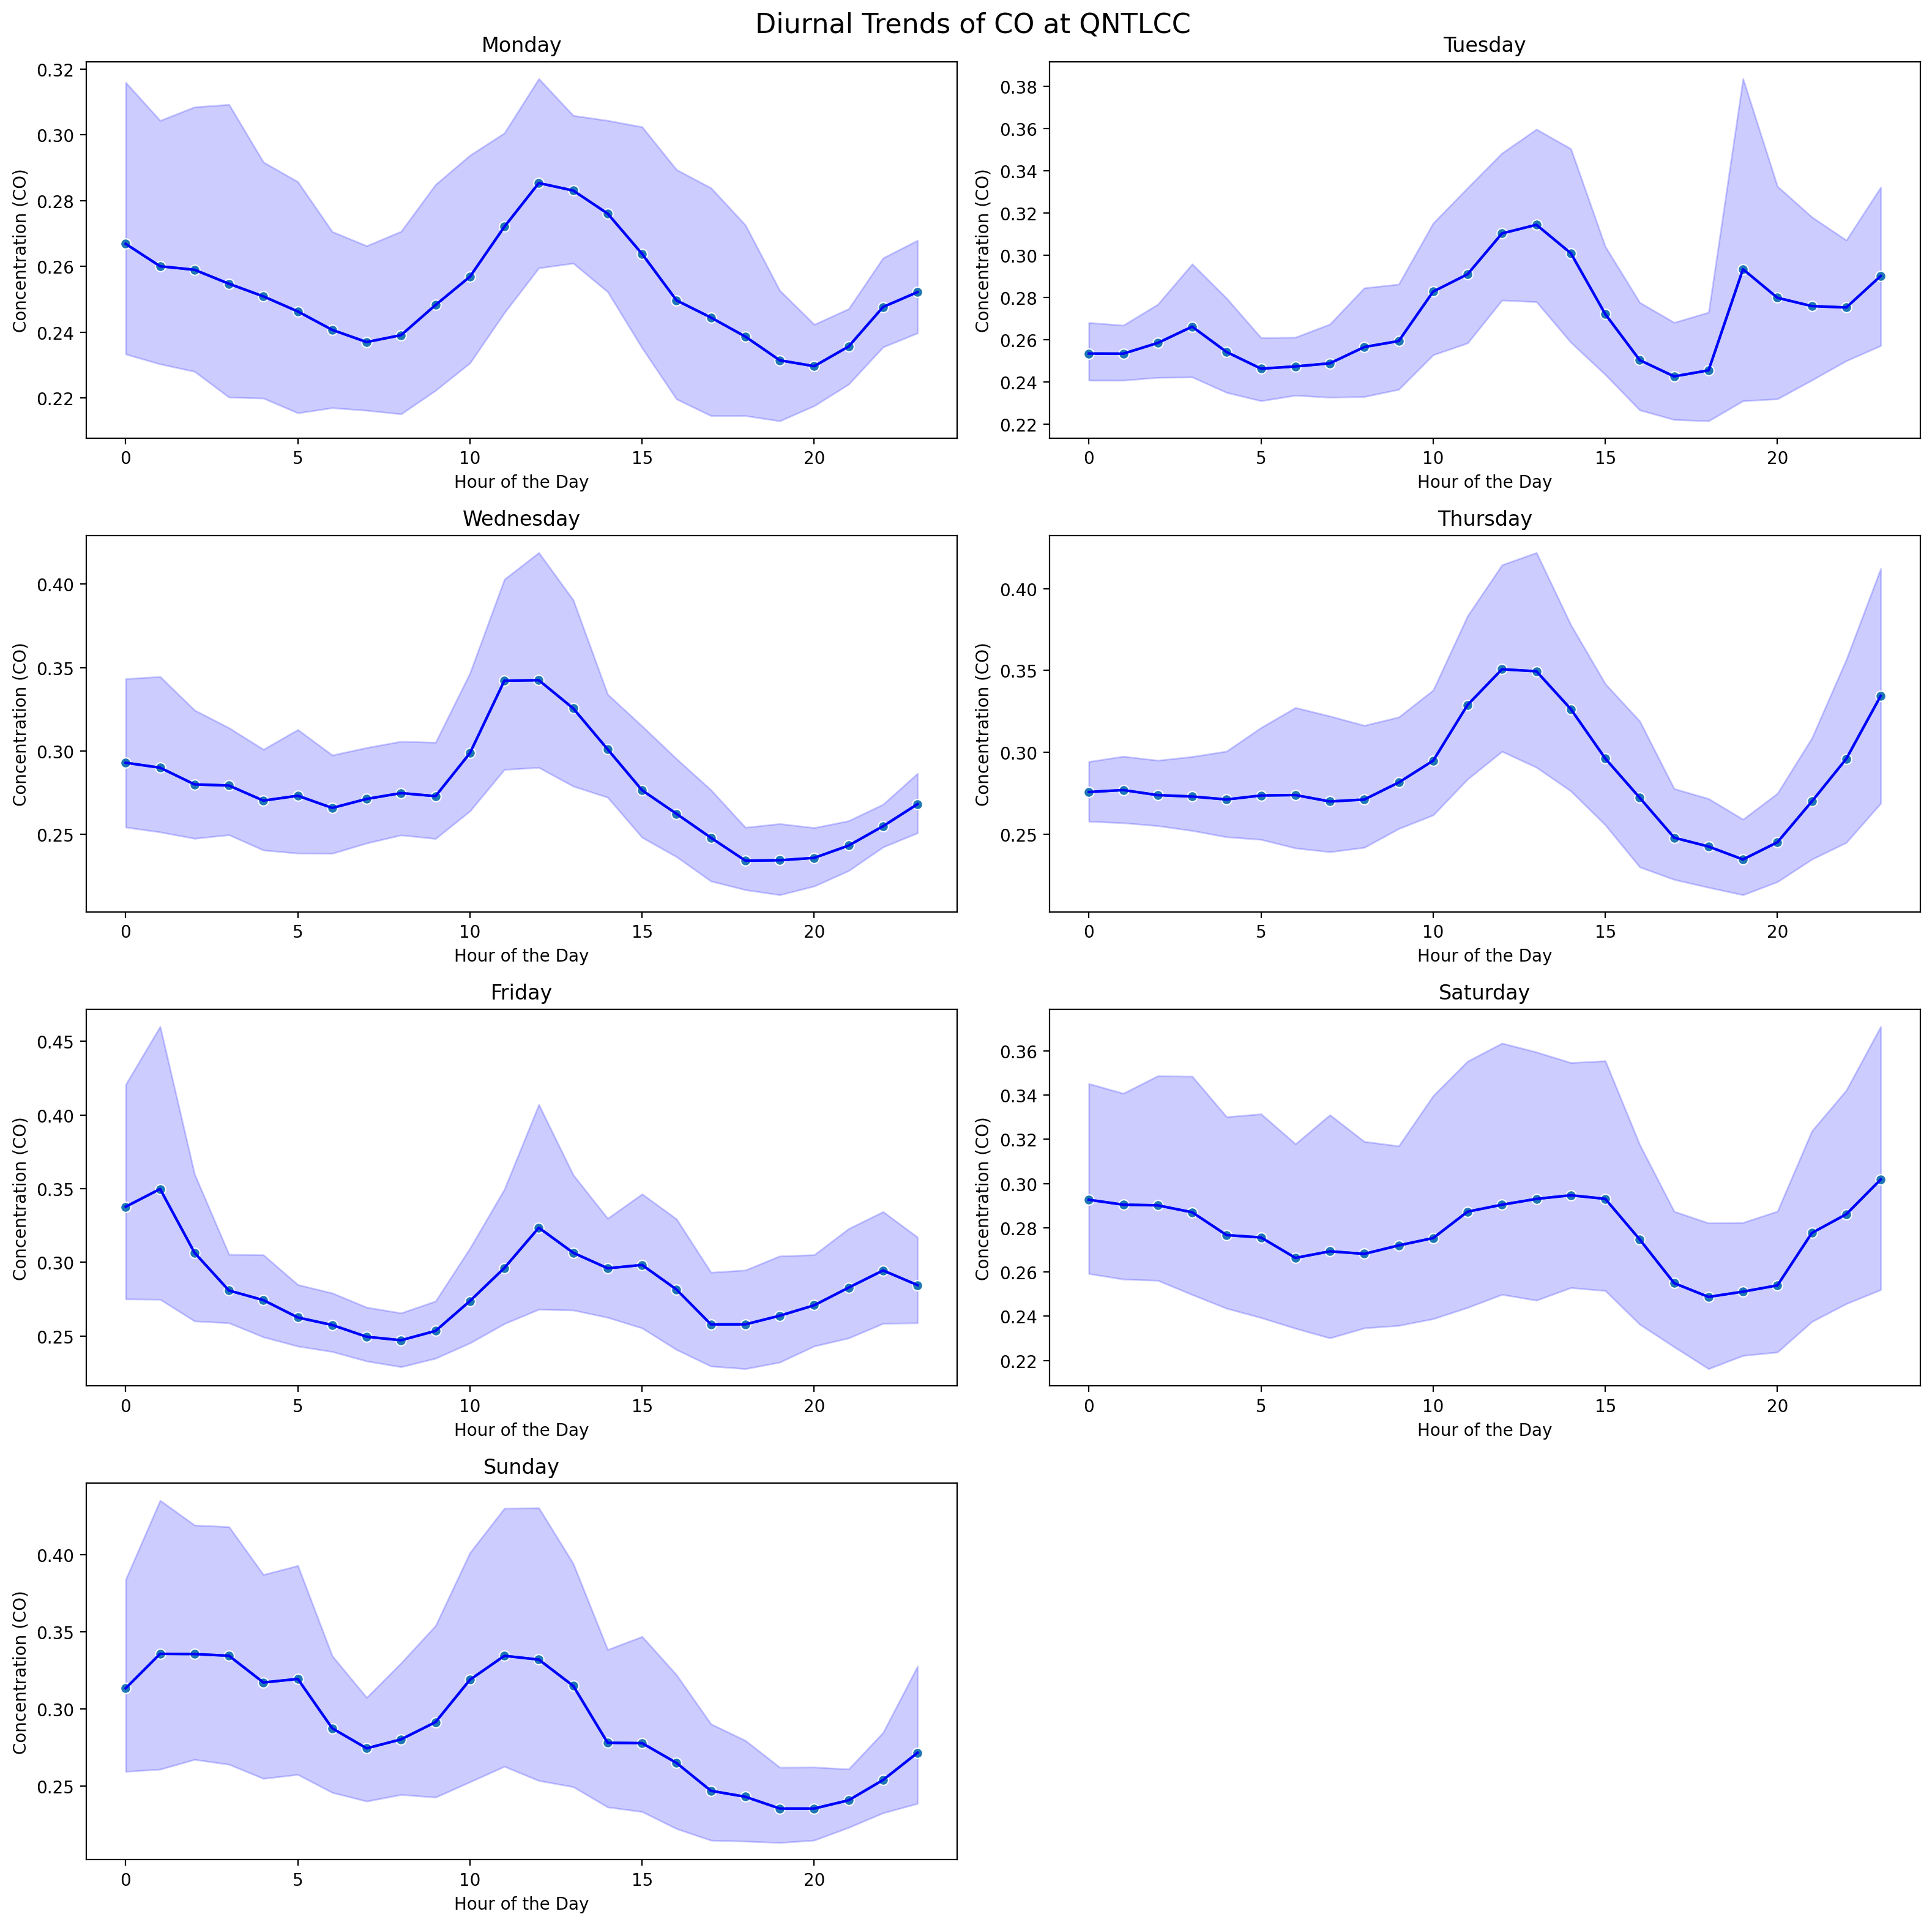 Diurnal Trends of CO at QNTLCC
Monday
Concentration (CO)
0.32
0.30
0.28
0.26
0.24
0.22
0 5 10 15 20
Hour of the Day
Tuesday
Concentration (CO)
0.38
0.36
0.34
0.32
0.30
0.28
0.26
0.24
0.22
0 5 10 15 20
Hour of the Day
Wednesday
Concentration (CO)
0.40
0.35
0.30
0.25
0 5 10 15 20
Hour of the Day
Thursday
Concentration (CO)
0.40
0.35
0.30
0.25
0 5 10 15 20
Hour of the Day
Friday
Concentration (CO)
0.45
0.40
0.35
0.30
0.25
0 5 10 15 20
Hour of the Day
Saturday
Concentration (CO)
0.36
0.34
0.32
0.30
0.28
0.26
0.24
0.22
0 5 10 15 20
Hour of the Day
Sunday
Concentration (CO)
0.40
0.35
0.30
0.25
0 5 10 15 20
Hour of the Day